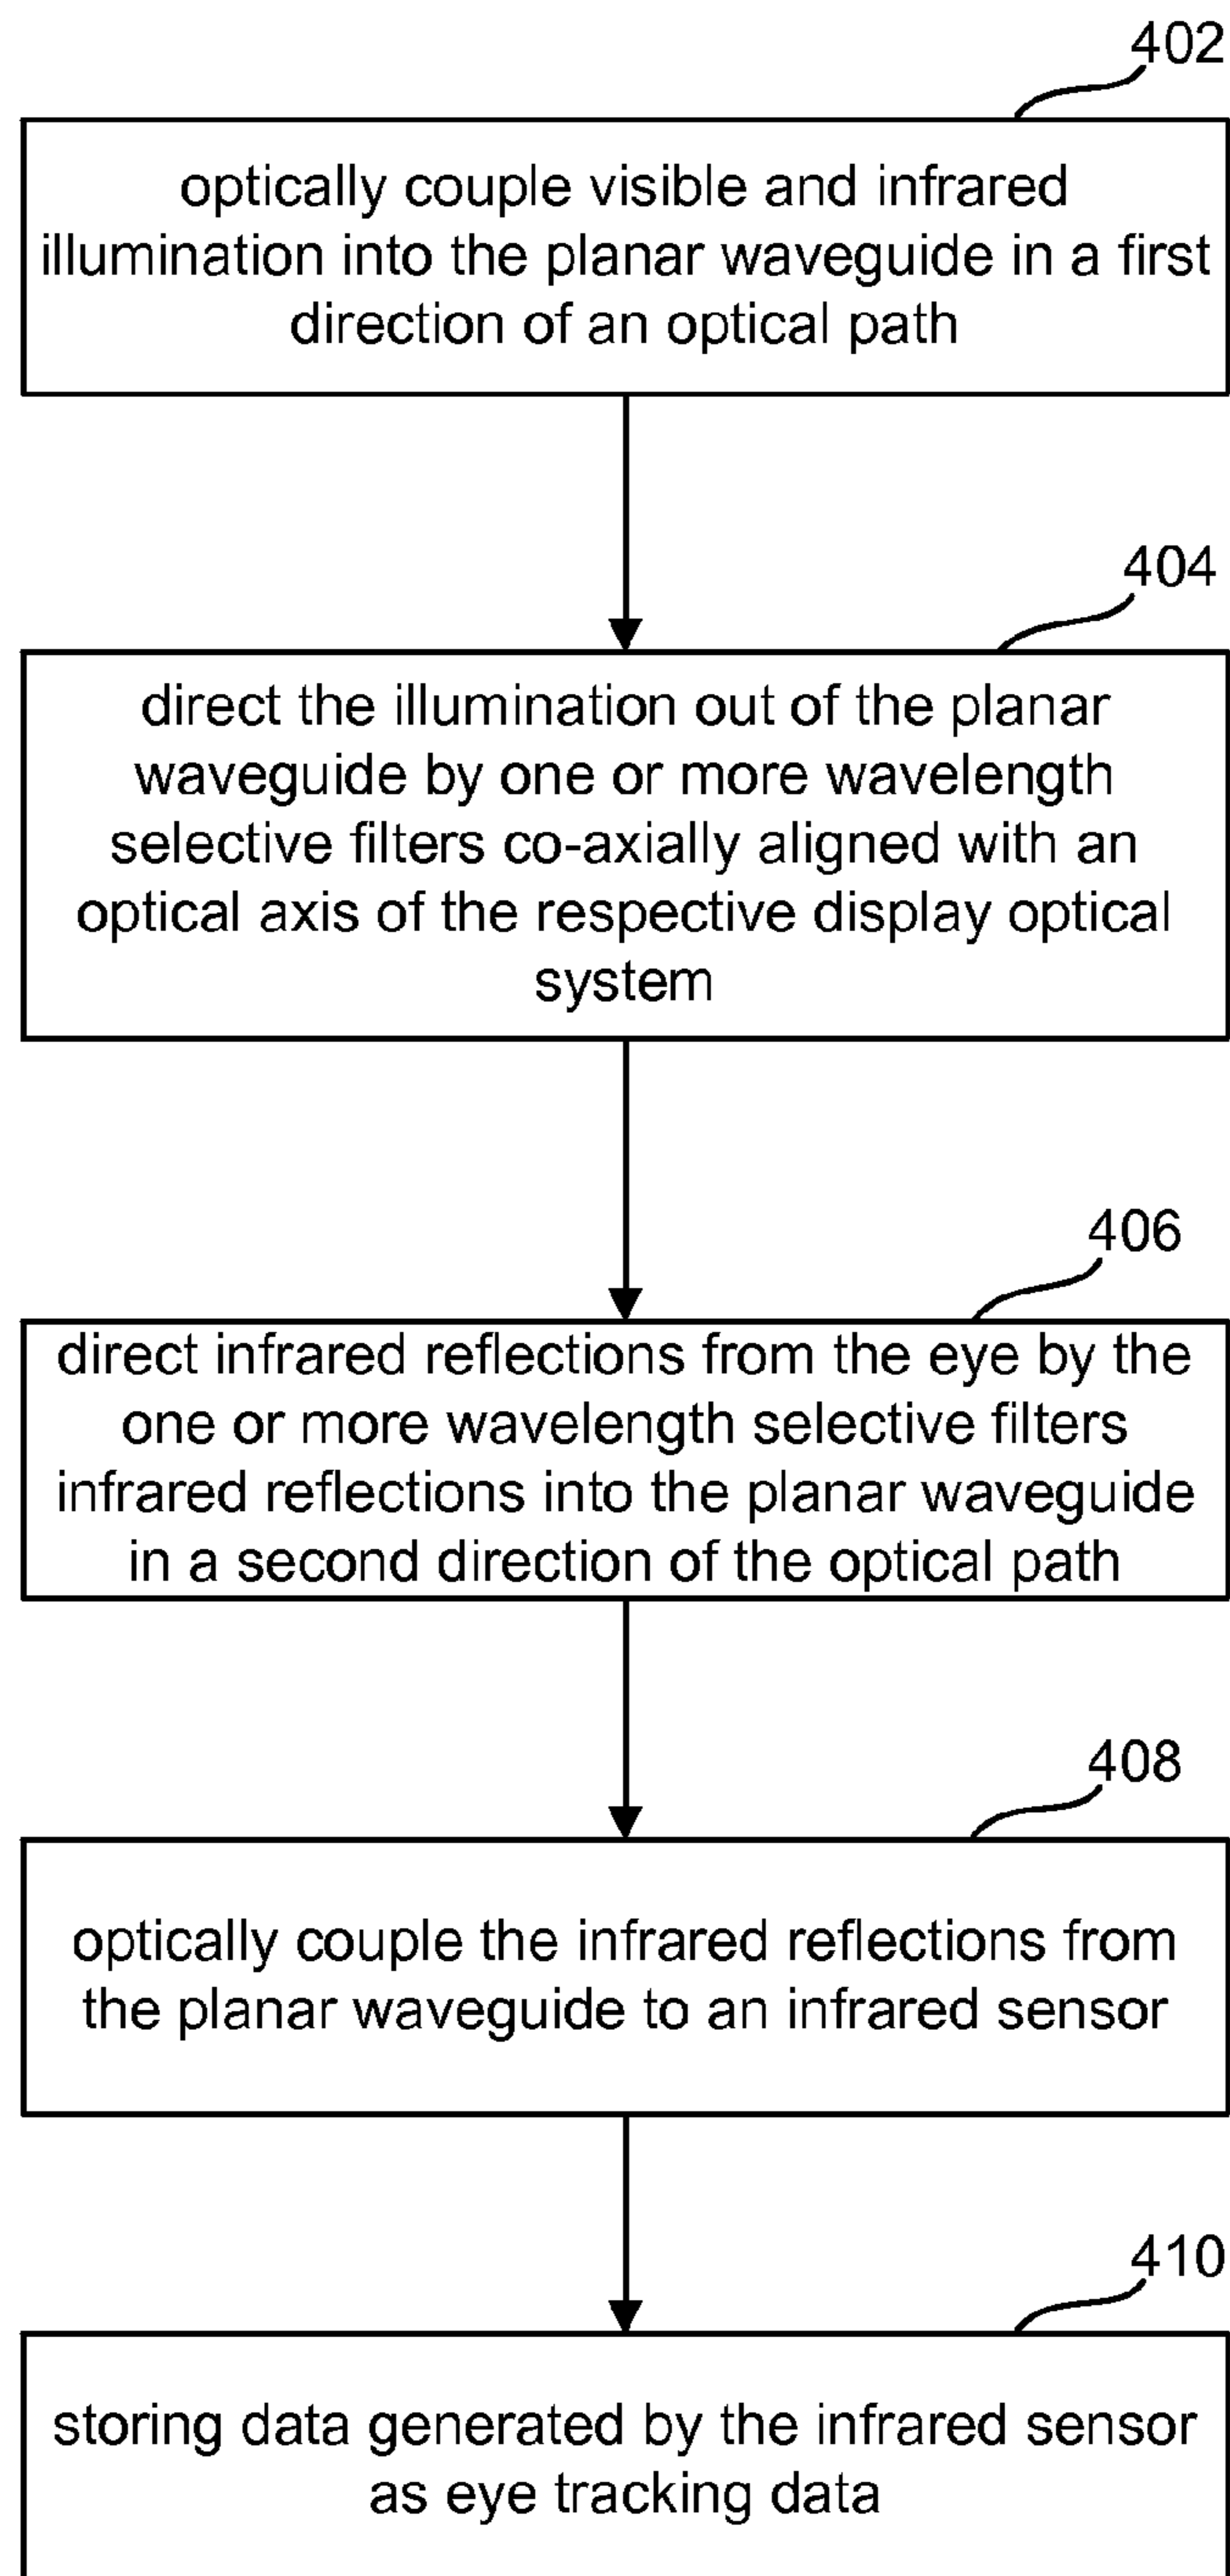 402
optically couple visible and infrared
illumination into the planar waveguide in a first
direction of an optical path
404
direct the illumination out of the planar
waveguide by one or more wavelength
selective filters co-axially aligned with an
optical axis of the respective display optical
system
406
direct infrared reflections from the eye by the
one or more wavelength selective filters
infrared reflections into the planar waveguide
in a second direction of the optical path
408
optically couple the infrared reflections from
the planar waveguide to an infrared sensor
410
storing data generated by the infrared sensor
as eye tracking data